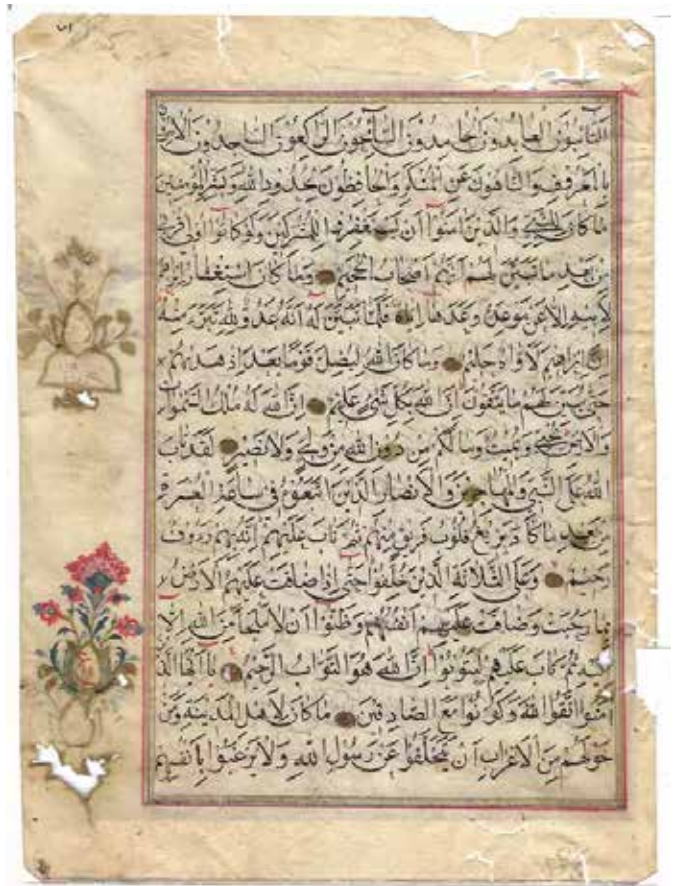 التائبون العابدون الحامدون السائحون الراكعون الساجدون الآمرون
بالمعروف والناهون عن المنكر والحافظون لحدود الله وبشر المؤمنين
ما كان للنبي والذين آمنوا أن يستغفروا للمشركين ولو كانوا أولي قربى
من بعد ما تبين لهم أنهم أصحاب الجحيم وما كان استغفار إبراهيم
لأبيه إلا عن موعدة وعدها إياه فلما تبين له أنه عدو لله تبرأ منه
إن إبراهيم لأواه حليم وما كان الله ليضل قوما بعد إذ هديهم
حتى يبين لهم ما يتقون إن الله بكل شيء عليم إن الله له ملك السموات
والأرض يحيي ويميت وما لكم من دون الله من ولي ولا نصير لقد تاب
الله على النبي والمهاجرين والأنصار الذين اتبعوه في ساعة العسرة
من بعد ما كاد يزيغ قلوب فريق منهم ثم تاب عليهم إنه بهم رءوف
رحيم وعلى الثلاثة الذين خلفوا حتى إذا ضاقت عليهم الأرض
بما رحبت وضاقت عليهم أنفسهم وظنوا أن لا ملجأ من الله إلا
إليه ثم تاب عليهم ليتوبوا إن الله هو التواب الرحيم يا أيها الذين
آمنوا اتقوا الله وكونوا مع الصادقين ما كان لأهل المدينة ومن
حولهم من الأعراب أن يتخلفوا عن رسول الله ولا يرغبوا بأنفسهم